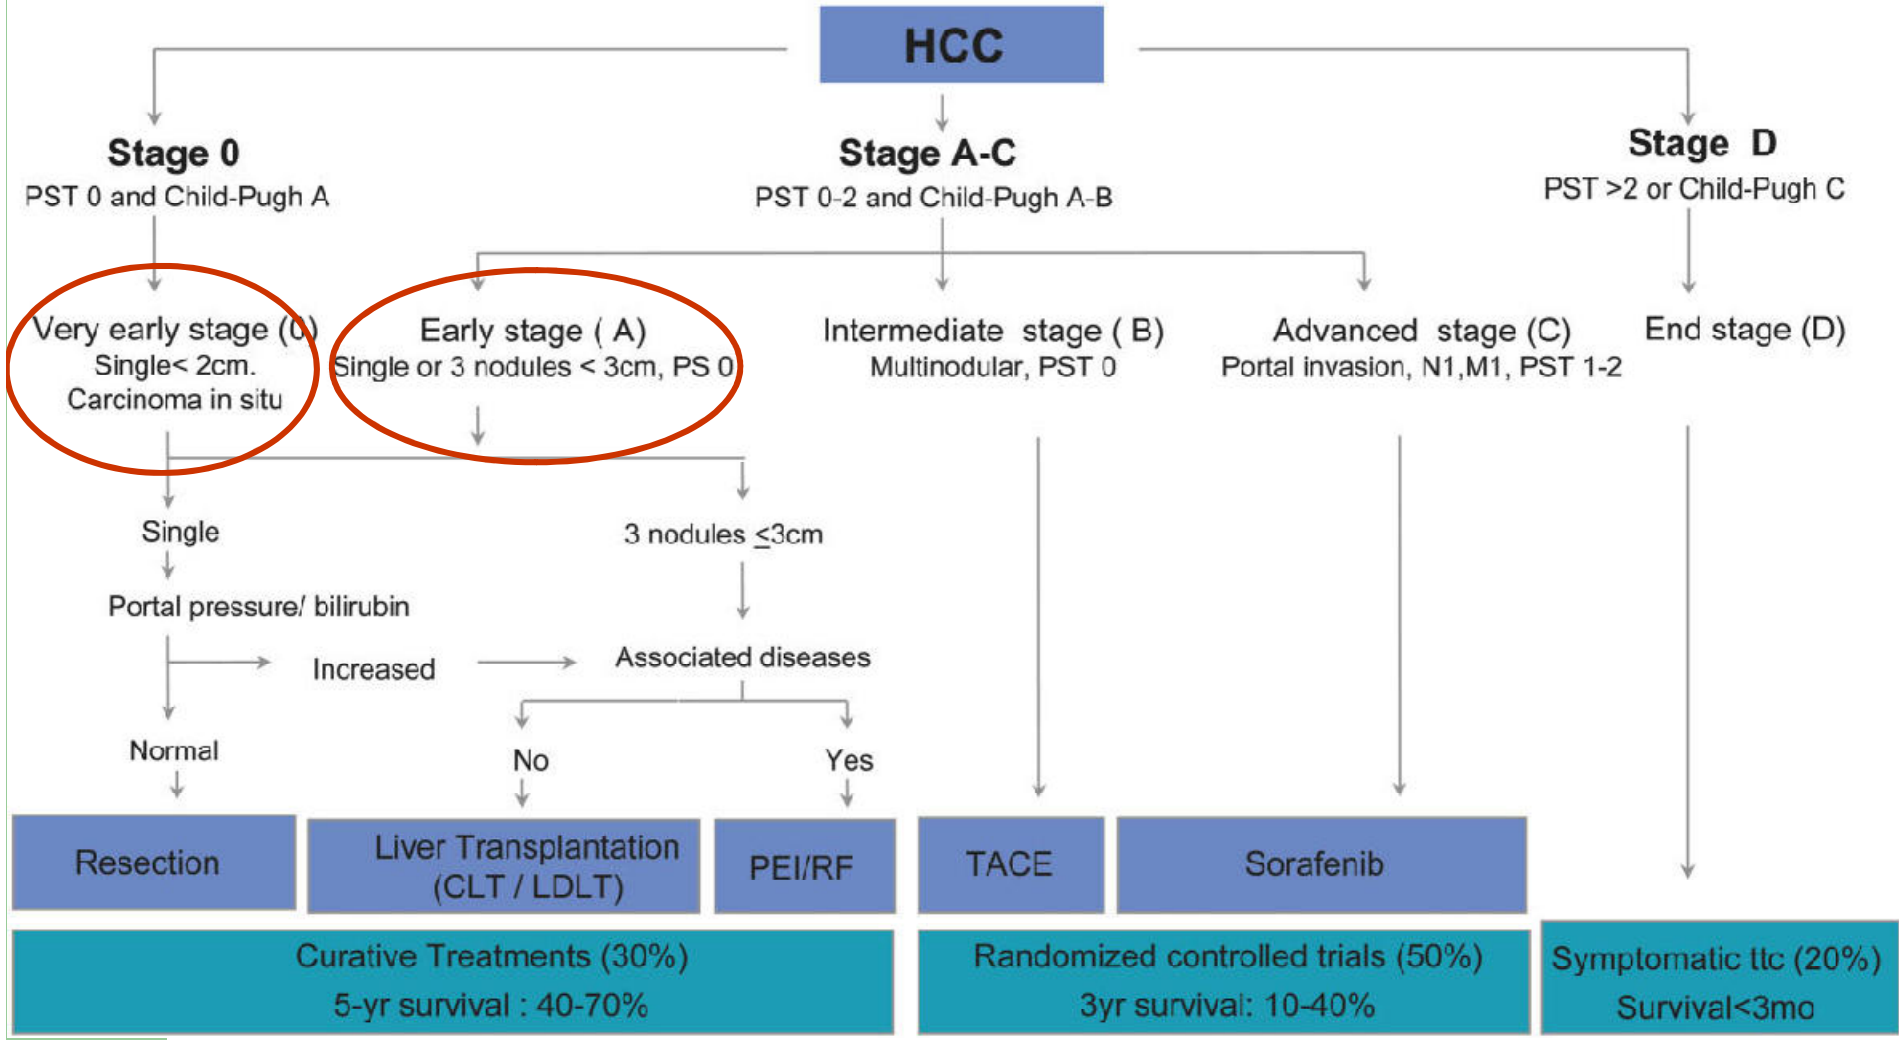 HCC
Stage 0
PST 0 and Child-Pugh A
Stage A-C
PST 0-2 and Child-Pugh A-B
Stage D
PST >2 or Child-Pugh C
Very early stage (0)
Single< 2cm.
Carcinoma in situ
Early stage ( A)
Single or 3 nodules < 3cm, PS 0
Intermediate stage ( B)
Multinodular, PST 0
Advanced stage (C)
Portal invasion, N1,M1, PST 1-2
End stage (D)
Single
3 nodules ≤3cm
Portal pressure/ bilirubin
Increased
Associated diseases
Normal
No
Yes
Resection
Liver Transplantation
(CLT / LDLT)
PEI/RF
TACE
Sorafenib
Curative Treatments (30%)
5-yr survival : 40-70%
Randomized controlled trials (50%)
3yr survival: 10-40%
Symptomatic ttc (20%)
Survival<3mo